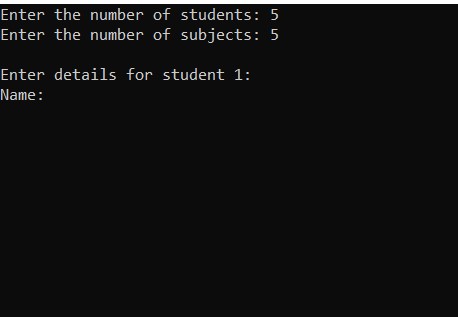 Enter the number of students: 5
Enter the number of subjects: 5
Enter details for student 1:
Name: